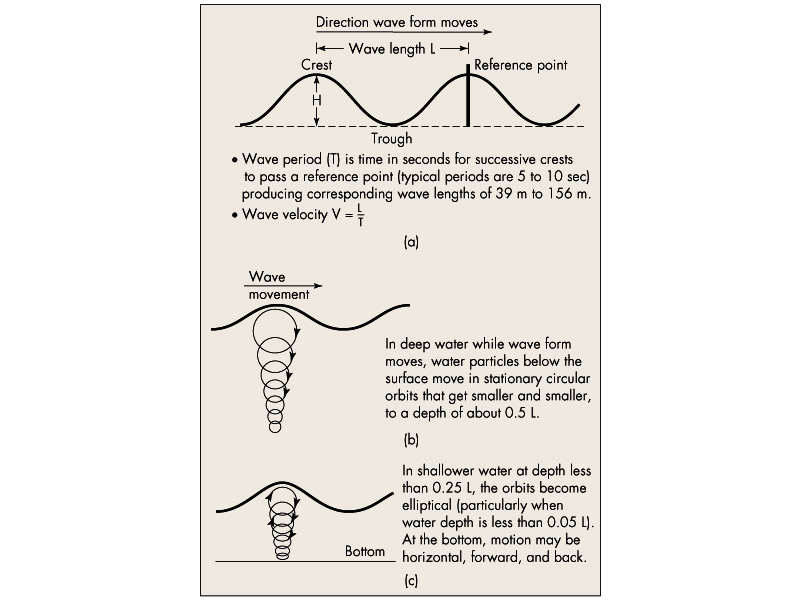 Direction wave form moves
Wave length L
Crest
Reference point
H
Trough
• Wave period (T) is time in seconds for successive crests
to pass a reference point (typical periods are 5 to 10 sec)
producing corresponding wave lengths of 39 m to 156 m.
• Wave velocity V = L/T
(a)
Wave
movement
In deep water while wave form
moves, water particles below the
surface move in stationary circular
orbits that get smaller and smaller,
to a depth of about 0.5 L.
(b)
In shallower water at depth less
than 0.25 L, the orbits become
elliptical (particularly when
water depth is less than 0.05 L).
At the bottom, motion may be
horizontal, forward, and back.
Bottom
(c)